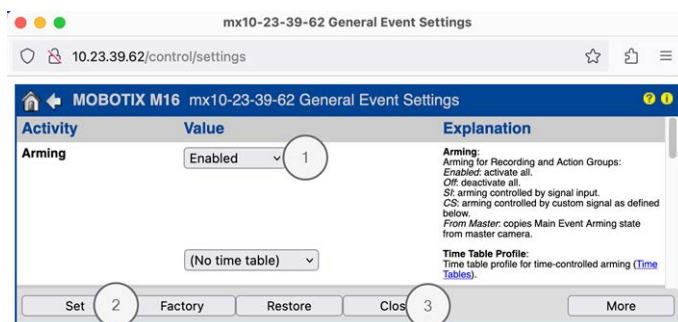 mx10-23-39-62 General Event Settings
10.23.39.62/control/settings
MOBOTIX M16 mx10-23-39-62 General Event Settings ? i
Activity Value Explanation
Arming
Enabled 1
Arming:
Arming for Recording and Action Groups:
Enabled: activate all.
Off: deactivate all.
SI: arming controlled by signal input.
CS: arming controlled by custom signal as defined
below.
From Master: copies Main Event Arming state
from master camera.
(No time table)
Time Table Profile:
Time table profile for time-controlled arming (Time
Tables).
Set 2 Factory Restore Clos 3 More